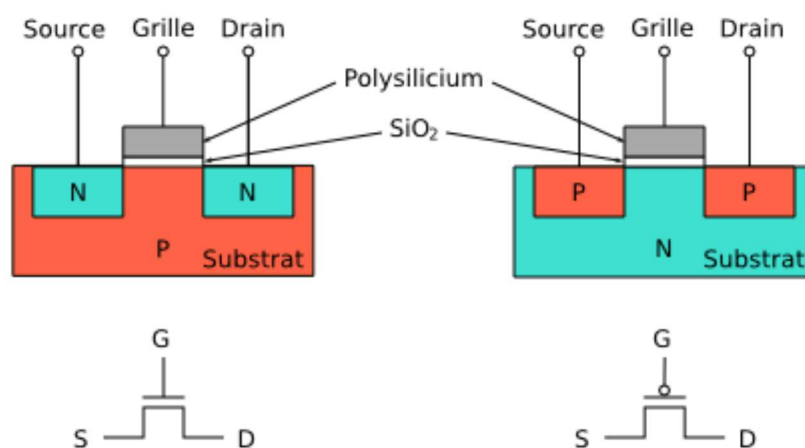 Source Grille Drain
Source Grille Drain
Polysilicium
SiO₂
N N
P
Substrat
P P
N
Substrat
G
S D
G
S D